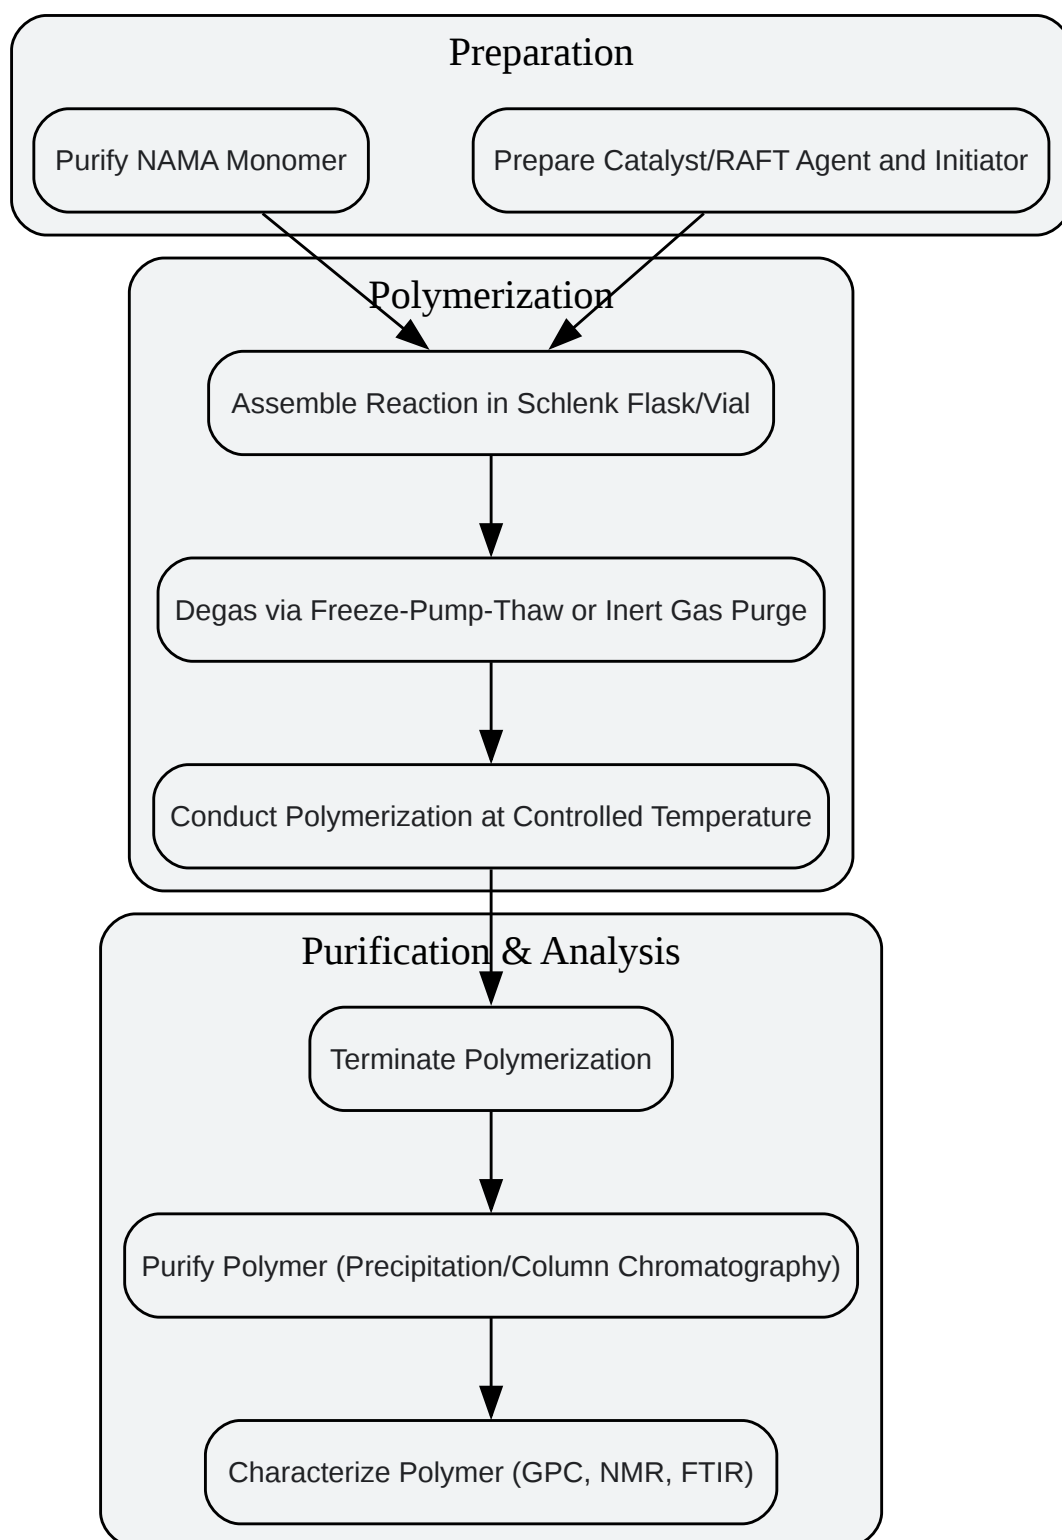 Preparation
Purify NAMA Monomer
Prepare Catalyst/RAFT Agent and Initiator
Polymerization
Assemble Reaction in Schlenk Flask/Vial
Degas via Freeze-Pump-Thaw or Inert Gas Purge
Conduct Polymerization at Controlled Temperature
Purification & Analysis
Terminate Polymerization
Purify Polymer (Precipitation/Column Chromatography)
Characterize Polymer (GPC, NMR, FTIR)